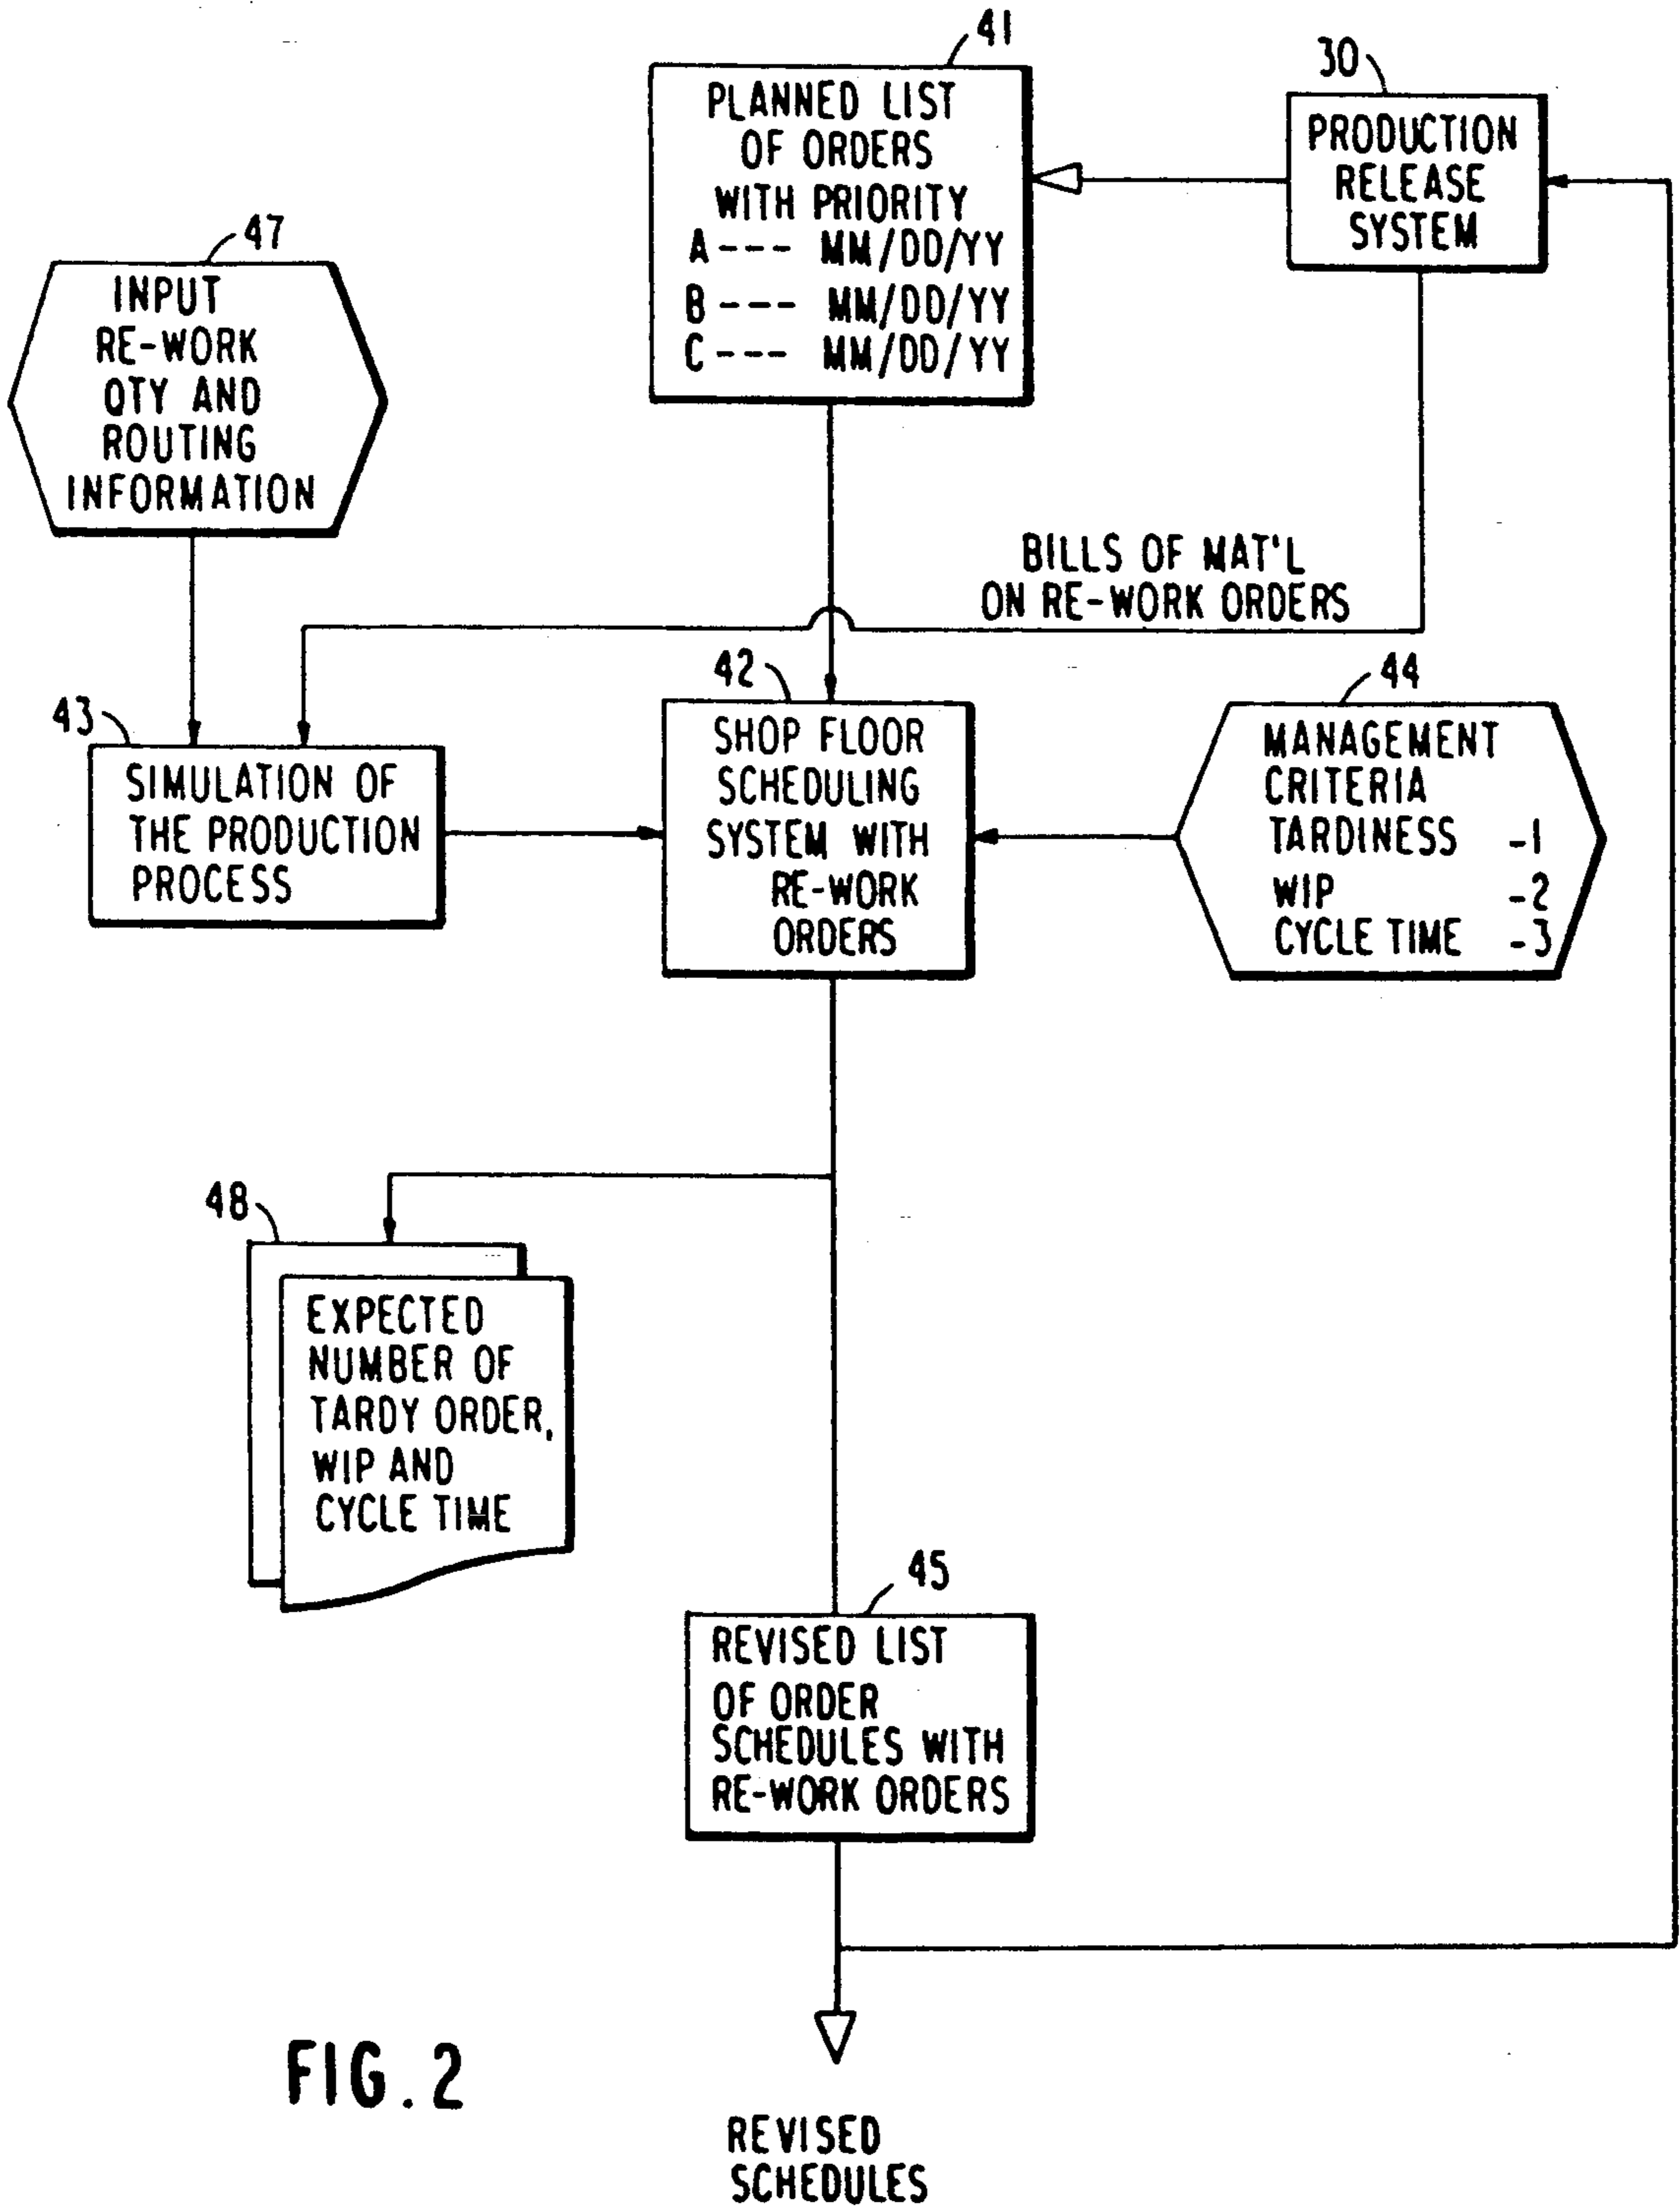 41
PLANNED LIST
OF ORDERS
WITH PRIORITY
A --- MM/DD/YY
B --- MM/DD/YY
C --- MM/DD/YY
30
PRODUCTION
RELEASE
SYSTEM
47
INPUT
RE-WORK
QTY AND
ROUTING
INFORMATION
BILLS OF MAT'L
ON RE-WORK ORDERS
43
SIMULATION OF
THE PRODUCTION
PROCESS
42
SHOP FLOOR
SCHEDULING
SYSTEM WITH
RE-WORK
ORDERS
44
MANAGEMENT
CRITERIA
TARDINESS -1
WIP -2
CYCLE TIME -3
48
EXPECTED
NUMBER OF
TARDY ORDER,
WIP AND
CYCLE TIME
45
REVISED LIST
OF ORDER
SCHEDULES WITH
RE-WORK ORDERS
FIG. 2
REVISED
SCHEDULES